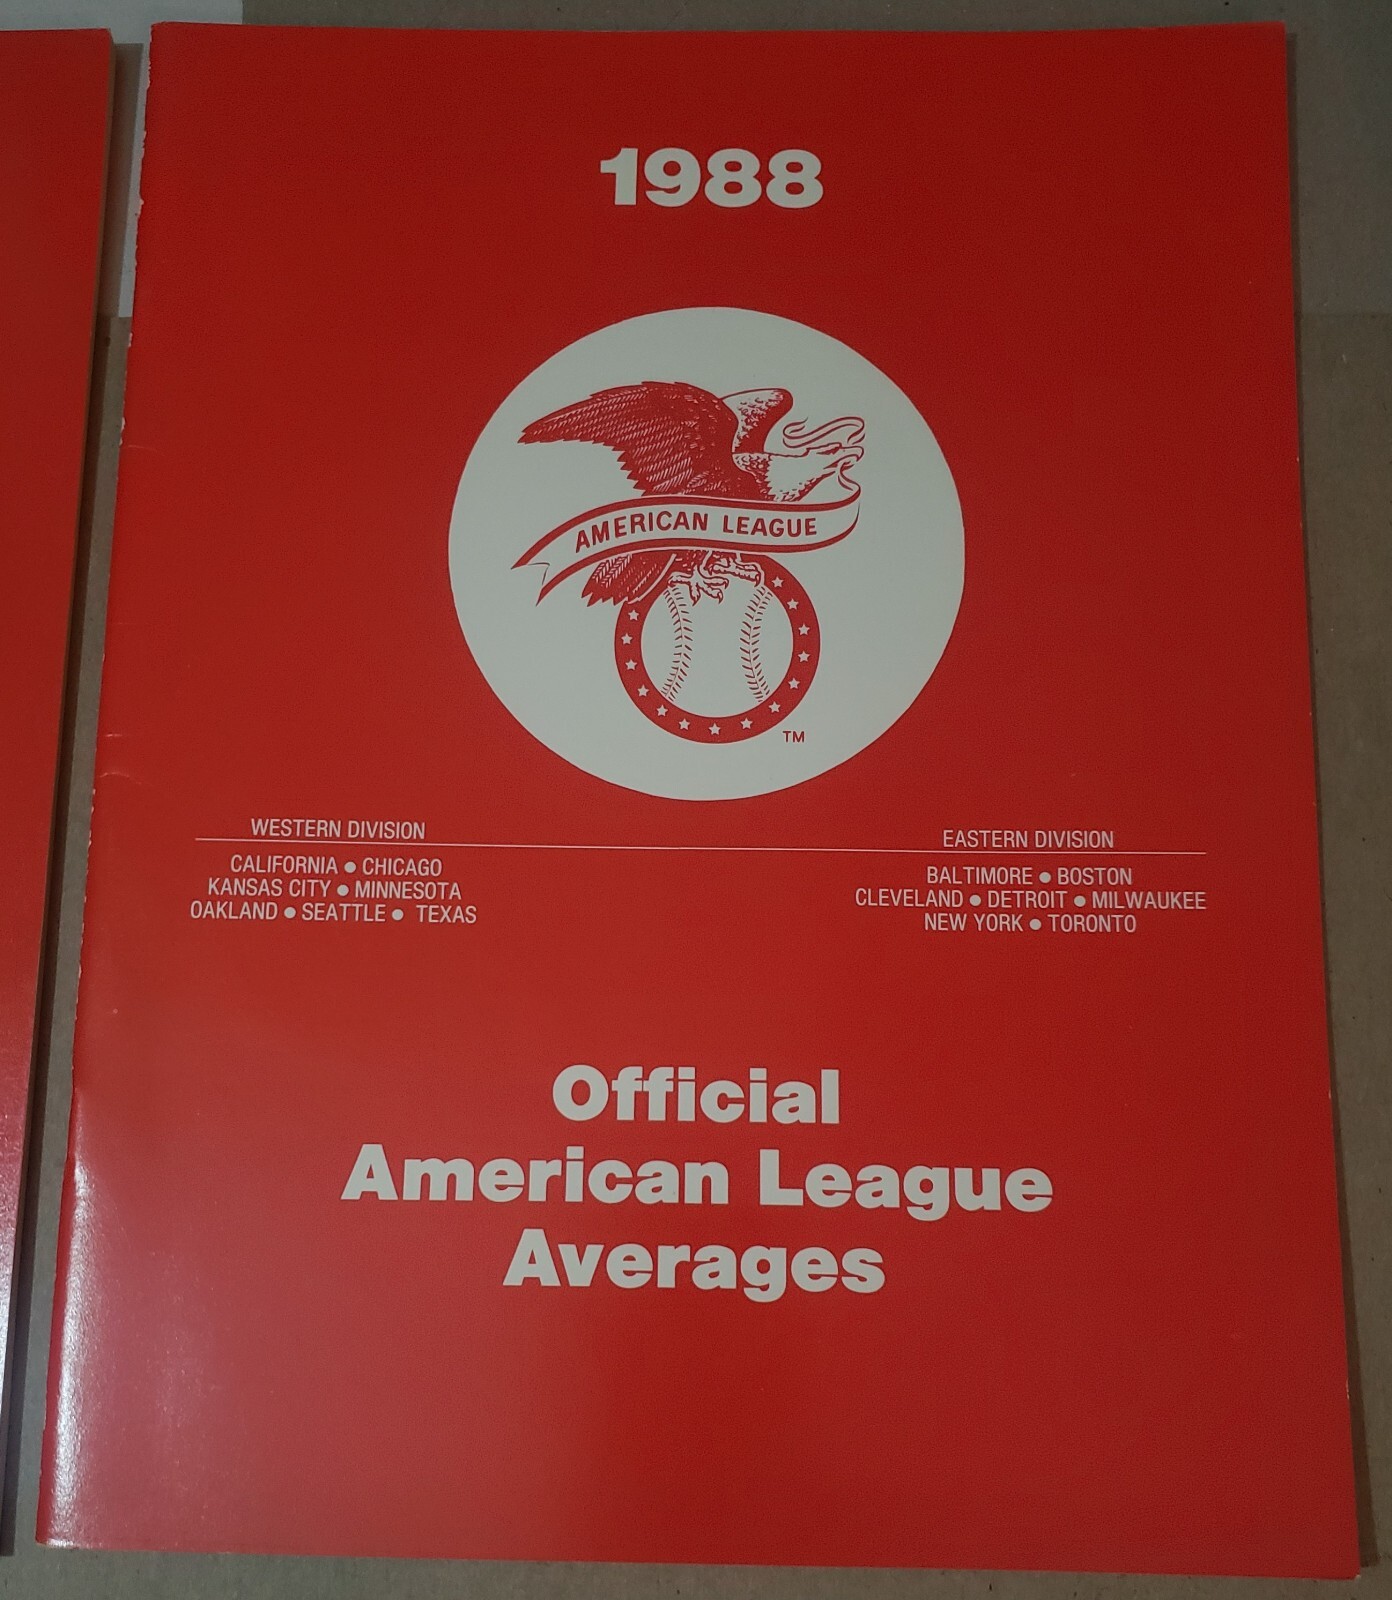 1988
AMERICAN LEAGUE
TM
WESTERN DIVISION
CALIFORNIA ● CHICAGO
KANSAS CITY ● MINNESOTA
OAKLAND ● SEATTLE ● TEXAS
EASTERN DIVISION
BALTIMORE ● BOSTON
CLEVELAND ● DETROIT ● MILWAUKEE
NEW YORK ● TORONTO
Official
American League
Averages